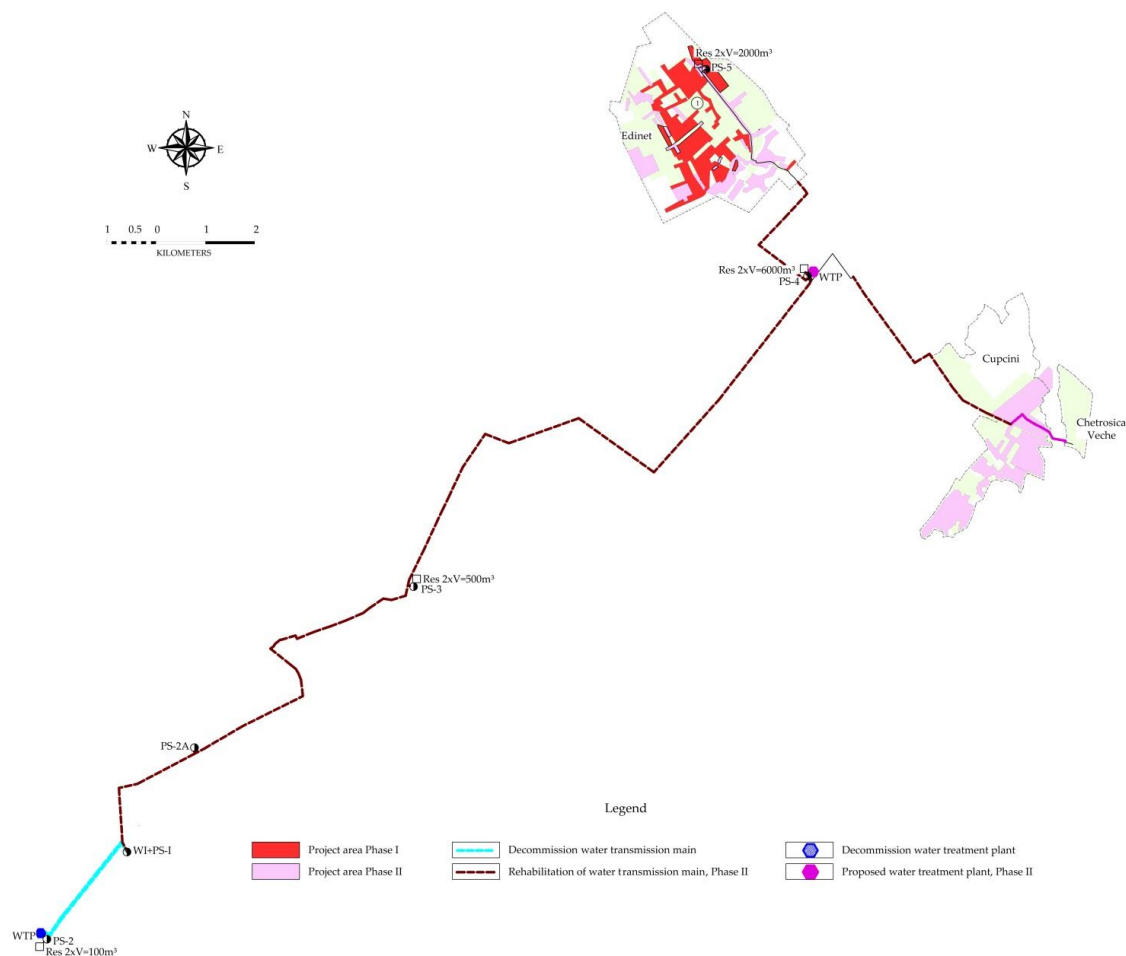 Res 2xV=2000m³
PS-5
1
Edinet
N
W
E
S
1 0.5 0 1 2
KILOMETERS
Res 2xV=6000m³
WTP
PS-4
Cupcini
Chetrosica
Veche
Res 2xV=500m³
PS-3
PS-2A
Legend
WI+PS-I
Project area Phase I
Decommission water transmission main
Decommission water treatment plant
Project area Phase II
Rehabilitation of water transmission main, Phase II
Proposed water treatment plant, Phase II
WTP
PS-2
Res 2xV=100m³